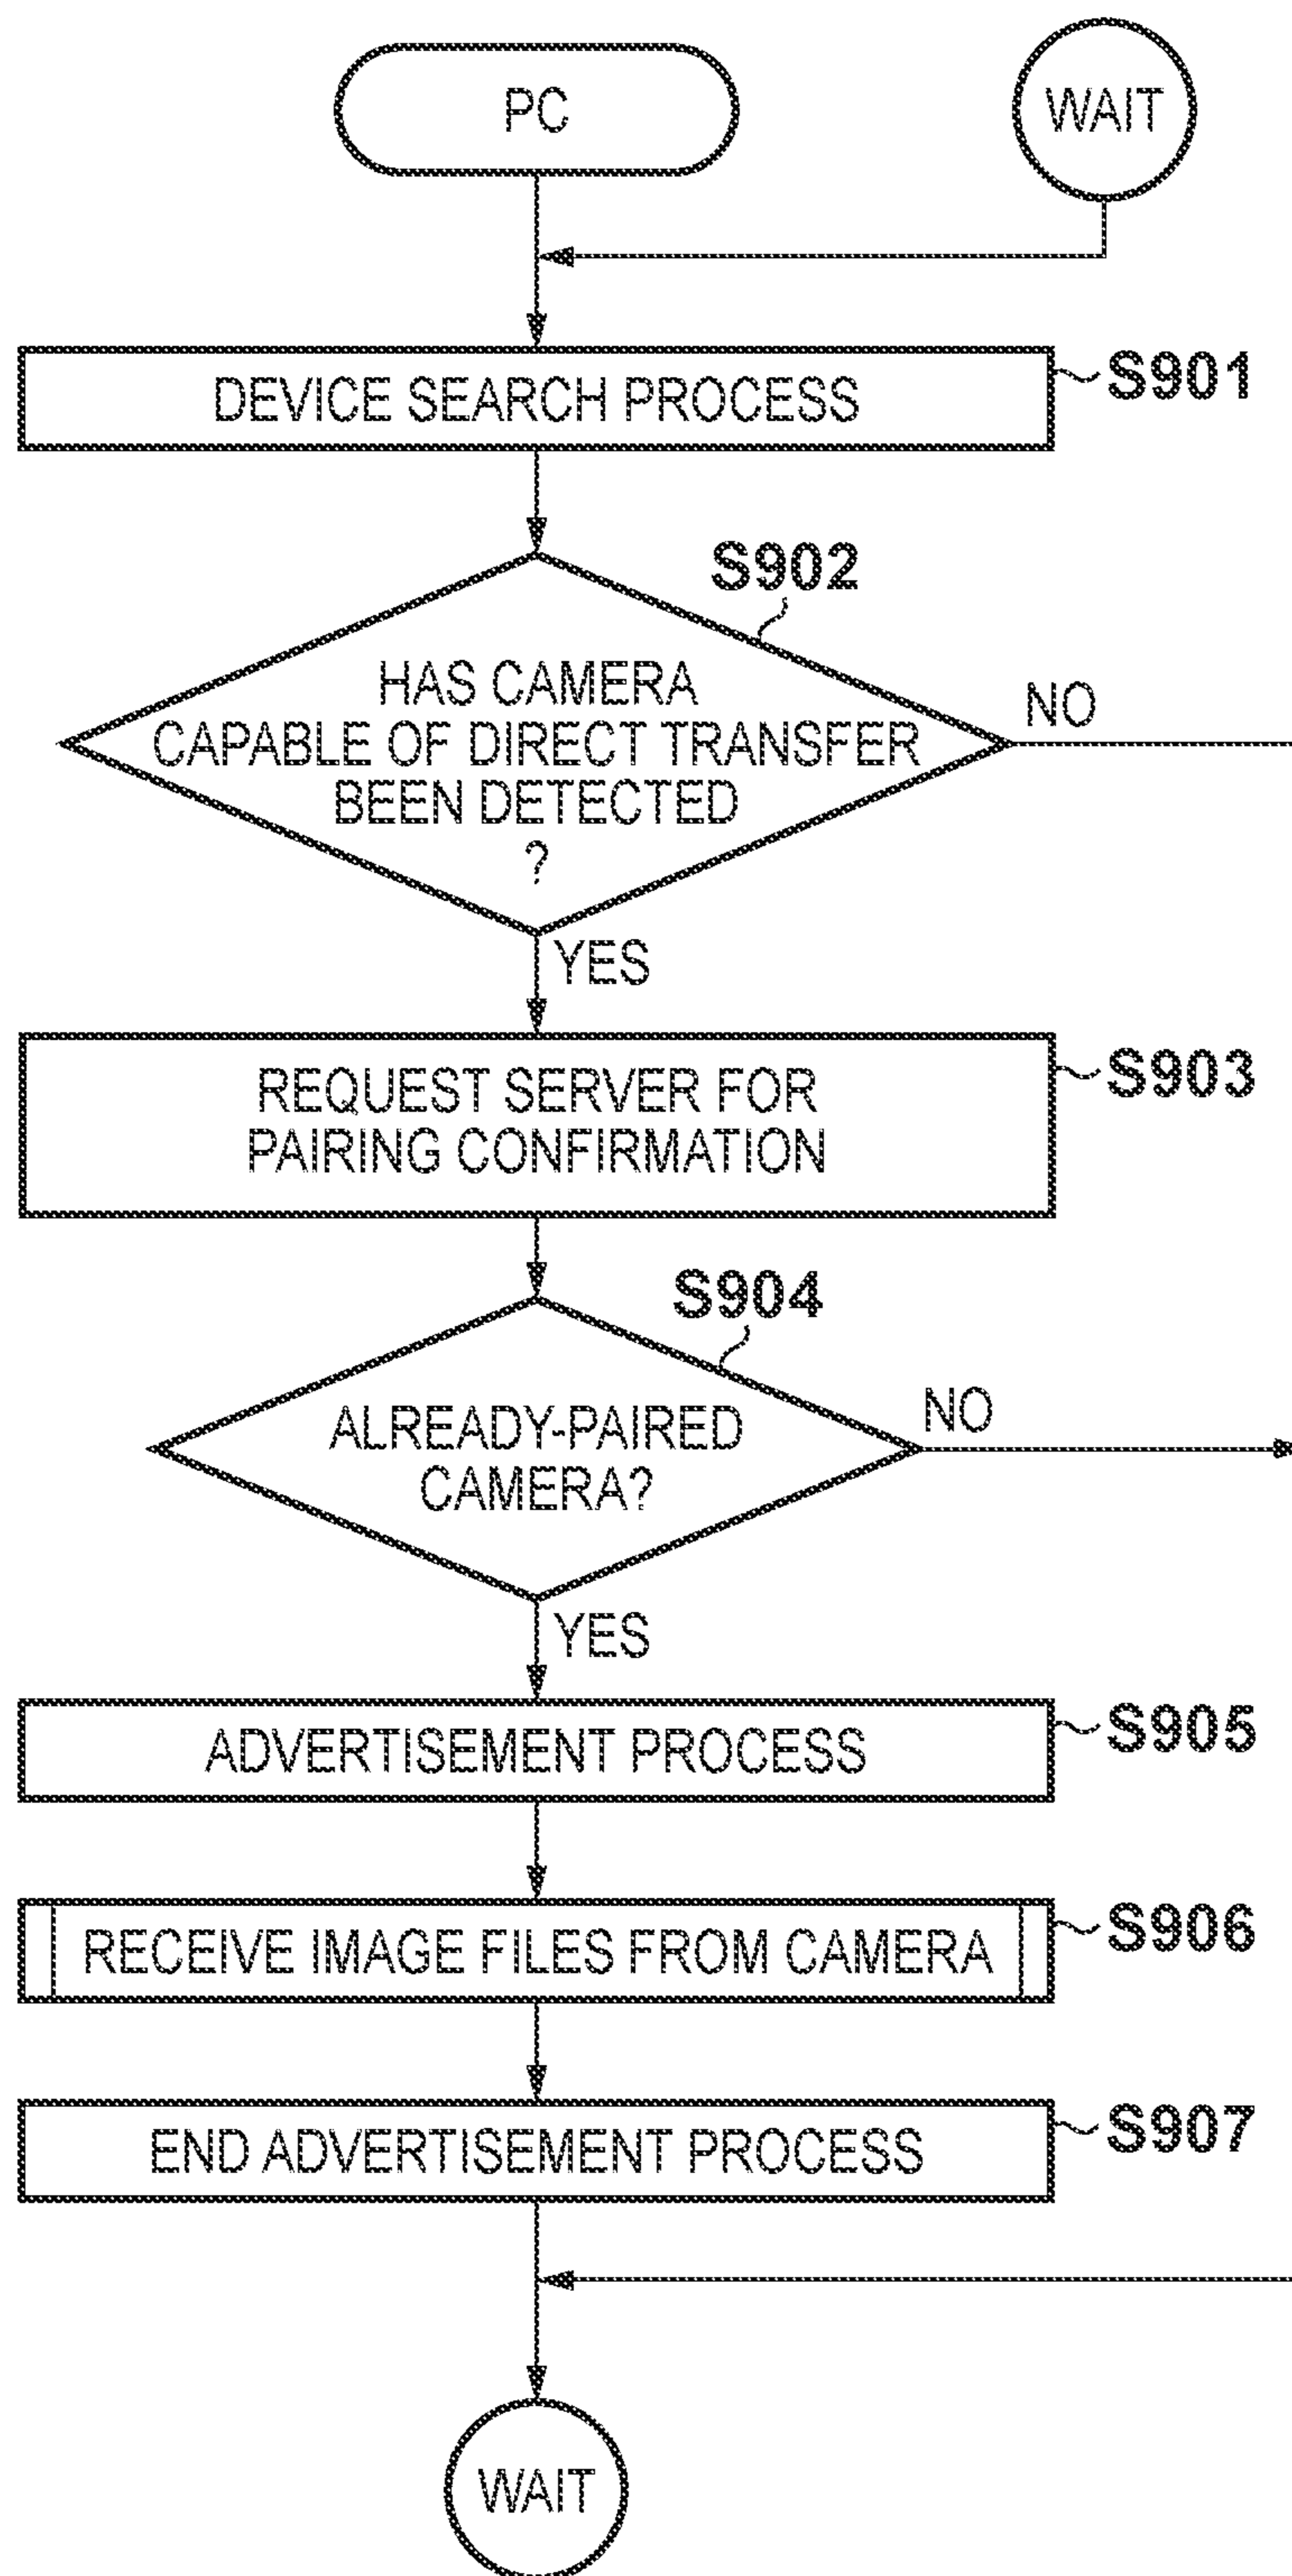 PC
WAIT
DEVICE SEARCH PROCESS
S901
S902
HAS CAMERA
CAPABLE OF DIRECT TRANSFER
BEEN DETECTED
?
NO
YES
REQUEST SERVER FOR
PAIRING CONFIRMATION
S903
S904
ALREADY-PAIRED
CAMERA?
NO
YES
ADVERTISEMENT PROCESS
S905
RECEIVE IMAGE FILES FROM CAMERA
S906
END ADVERTISEMENT PROCESS
S907
WAIT